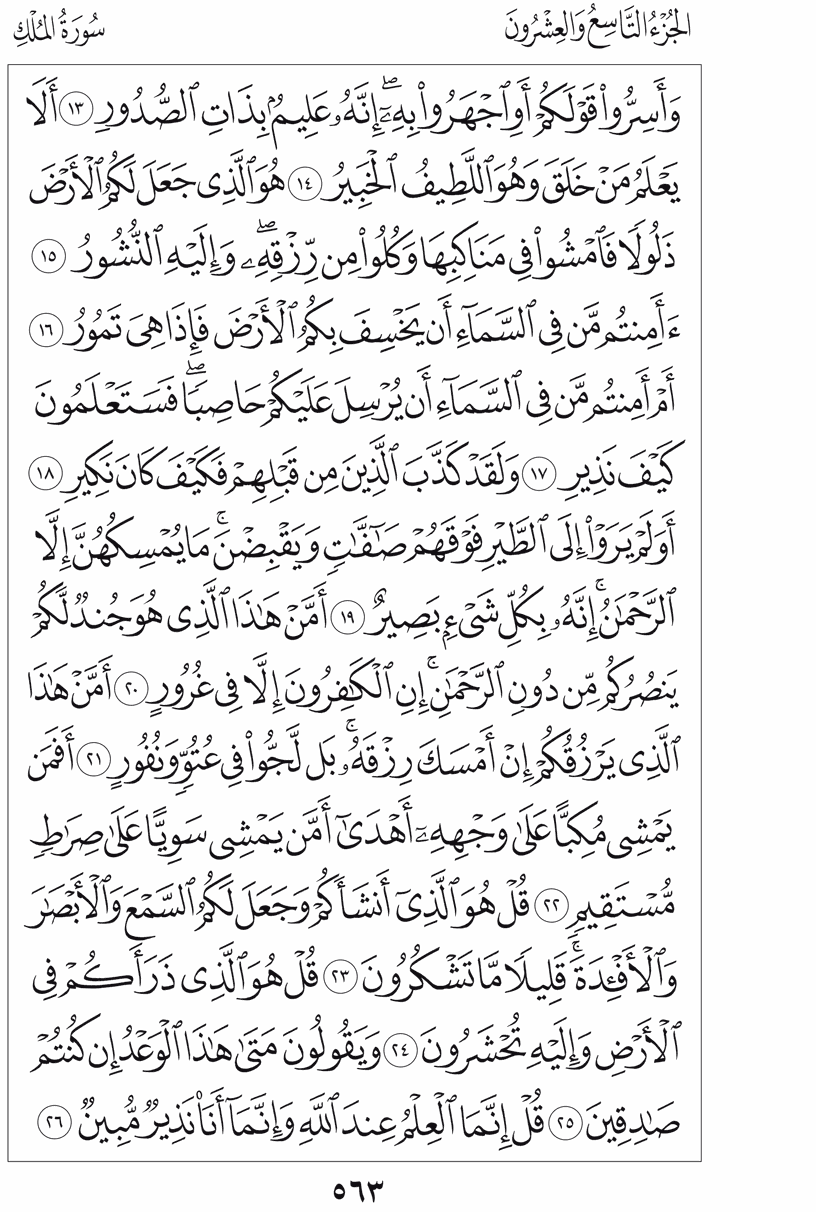 الجُزْءُ التَّاسِعُ وَالعِشْرُونَ
سُورَةُ المُلْكِ
وَأَسِرُّوا۟ قَوْلَكُمْ أَوِ ٱجْهَرُوا۟ بِهِۦٓ ۖ إِنَّهُۥ عَلِيمٌۢ بِذَاتِ ٱلصُّدُورِ ١٣ أَلَا
يَعْلَمُ مَنْ خَلَقَ وَهُوَ ٱللَّطِيفُ ٱلْخَبِيرُ ١٤ هُوَ ٱلَّذِى جَعَلَ لَكُمُ ٱلْأَرْضَ
ذَلُولًا فَٱمْشُوا۟ فِى مَنَاكِبِهَا وَكُلُوا۟ مِن رِّزْقِهِۦ ۖ وَإِلَيْهِ ٱلنُّشُورُ ١٥
ءَأَمِنتُم مَّن فِى ٱلسَّمَآءِ أَن يَخْسِفَ بِكُمُ ٱلْأَرْضَ فَإِذَا هِىَ تَمُورُ ١٦
أَمْ أَمِنتُم مَّن فِى ٱلسَّمَآءِ أَن يُرْسِلَ عَلَيْكُمْ حَاصِبًا ۖ فَسَتَعْلَمُونَ
كَيْفَ نَذِيرِ ١٧ وَلَقَدْ كَذَّبَ ٱلَّذِينَ مِن قَبْلِهِمْ فَكَيْفَ كَانَ نَكِيرِ ١٨
أَوَلَمْ يَرَوْا۟ إِلَى ٱلطَّيْرِ فَوْقَهُمْ صَـٰٓفَّـٰتٍ وَيَقْبِضْنَ ۚ مَا يُمْسِكُهُنَّ إِلَّا
ٱلرَّحْمَـٰنُ ۚ إِنَّهُۥ بِكُلِّ شَىْءٍۭ بَصِيرٌ ١٩ أَمَّنْ هَـٰذَا ٱلَّذِى هُوَ جُندٌ لَّكُمْ
يَنصُرُكُم مِّن دُونِ ٱلرَّحْمَـٰنِ ۚ إِنِ ٱلْكَـٰفِرُونَ إِلَّا فِى غُرُورٍ ٢٠ أَمَّنْ هَـٰذَا
ٱلَّذِى يَرْزُقُكُمْ إِنْ أَمْسَكَ رِزْقَهُۥ ۚ بَل لَّجُّوا۟ فِى عُتُوٍّ وَنُفُورٍ ٢١ أَفَمَن
يَمْشِى مُكِبًّا عَلَىٰ وَجْهِهِۦٓ أَهْدَىٰٓ أَمَّن يَمْشِى سَوِيًّا عَلَىٰ صِرَٰطٍ
مُّسْتَقِيمٍ ٢٢ قُلْ هُوَ ٱلَّذِىٓ أَنشَأَكُمْ وَجَعَلَ لَكُمُ ٱلسَّمْعَ وَٱلْأَبْصَـٰرَ
وَٱلْأَفْـِٔدَةَ ۖ قَلِيلًا مَّا تَشْكُرُونَ ٢٣ قُلْ هُوَ ٱلَّذِى ذَرَأَكُمْ فِى
ٱلْأَرْضِ وَإِلَيْهِ تُحْشَرُونَ ٢٤ وَيَقُولُونَ مَتَىٰ هَـٰذَا ٱلْوَعْدُ إِن كُنتُمْ
صَـٰدِقِينَ ٢٥ قُلْ إِنَّمَا ٱلْعِلْمُ عِندَ ٱللَّهِ وَإِنَّمَآ أَنَا۠ نَذِيرٌ مُّبِينٌ ٢٦
٥٦٣